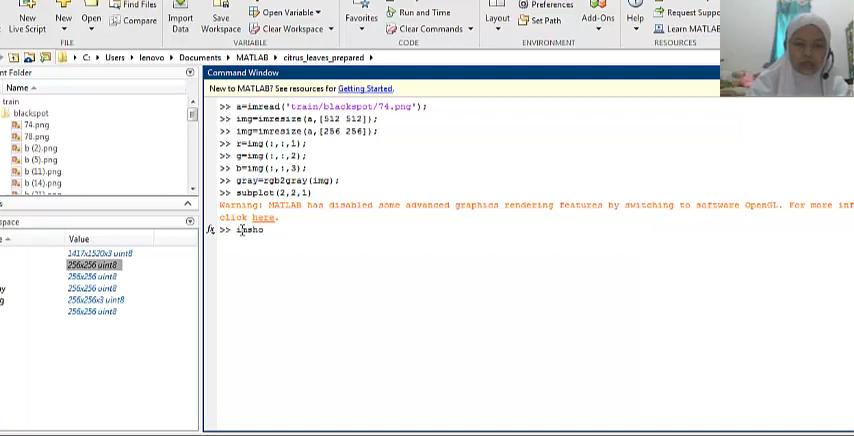 New
Live Script
New
Open
Find Files
Compare
FILE
Import
Data
Save
Workspace
Open Variable
Clear Workspace
VARIABLE
Favorites
Run and Time
Clear Commands
CODE
Layout
Preferences
Set Path
Add-Ons
ENVIRONMENT
Help
Request Suppo
Learn MATLAB
RESOURCES
C: ▸ Users ▸ lenovo ▸ Documents ▸ MATLAB ▸ citrus_leaves_prepared ▸
nt Folder
Name
train
blackspot
74.png
78.png
b (2).png
b (5).png
b (11).png
b (14).png
space
Value
1417x1520x3 uint8
256x256 uint8
256x256 uint8
256x256 uint8
256x256x3 uint8
256x256 uint8
Command Window
New to MATLAB? See resources for Getting Started.
>> a=imread('train/blackspot/74.png');
>> img=imresize(a,[512 512]);
>> img=imresize(a,[256 256]);
>> r=img(:,:,1);
>> g=img(:,:,2);
>> b=img(:,:,3);
>> gray=rgb2gray(img);
>> subplot(2,2,1)
Warning: MATLAB has disabled some advanced graphics rendering features by switching to software OpenGL. For more inf
click here.
fx >> imsho